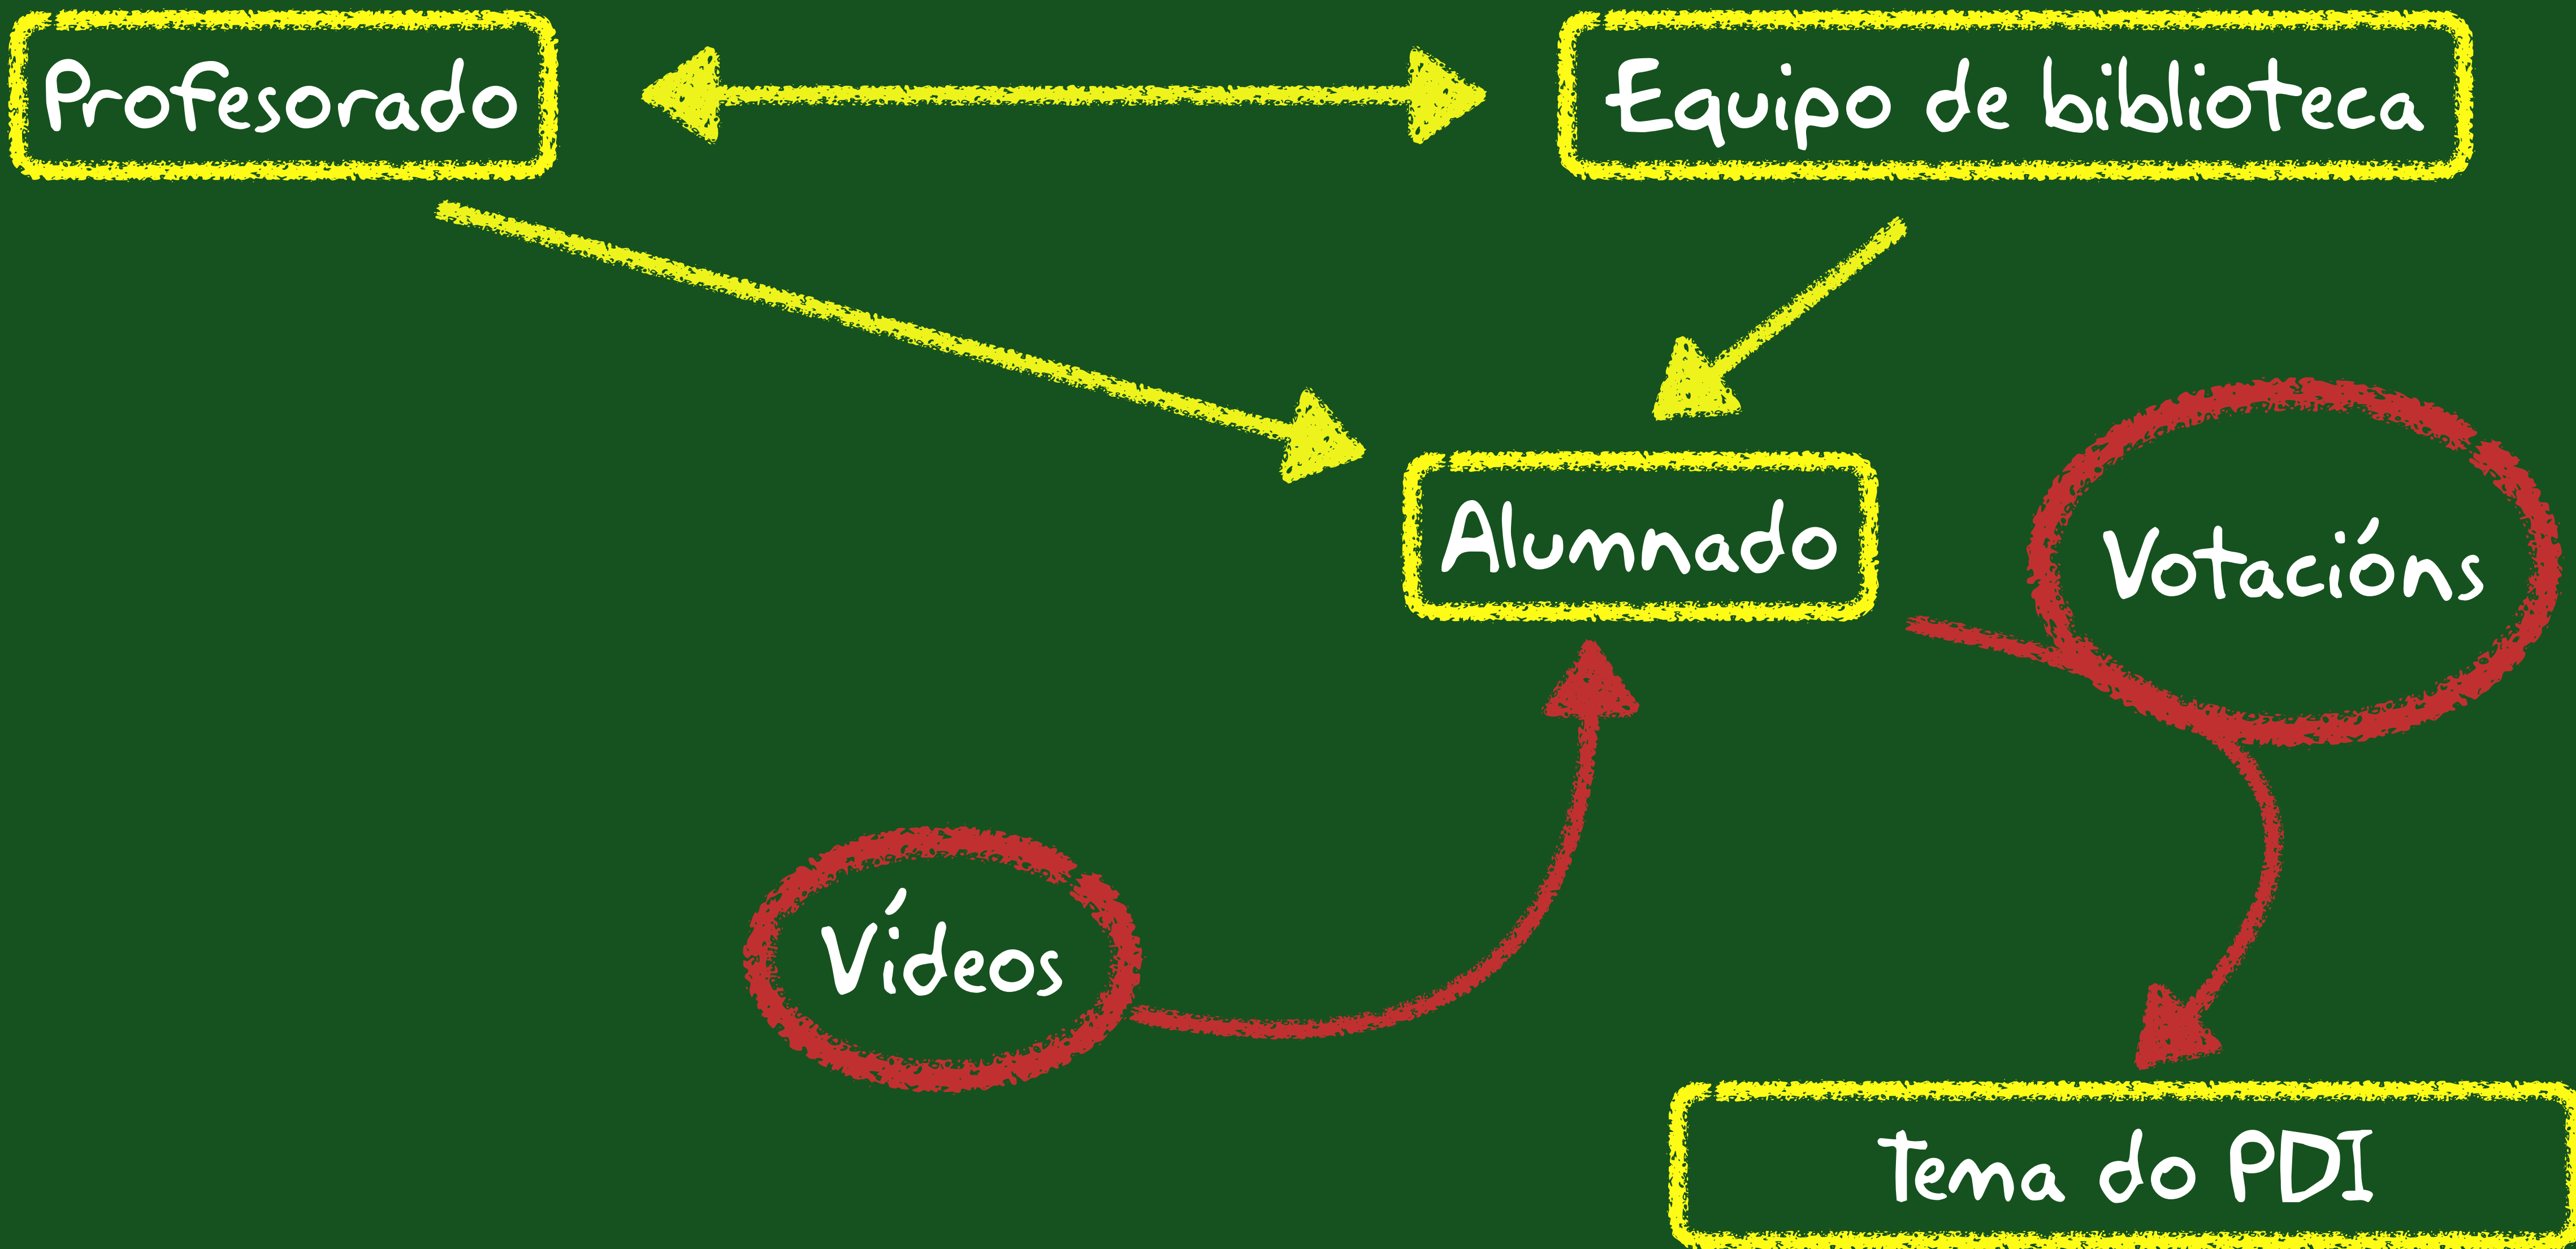 Profesorado
Equipo de biblioteca
Alumnado
Votacións
Vídeos
Tema do PDI